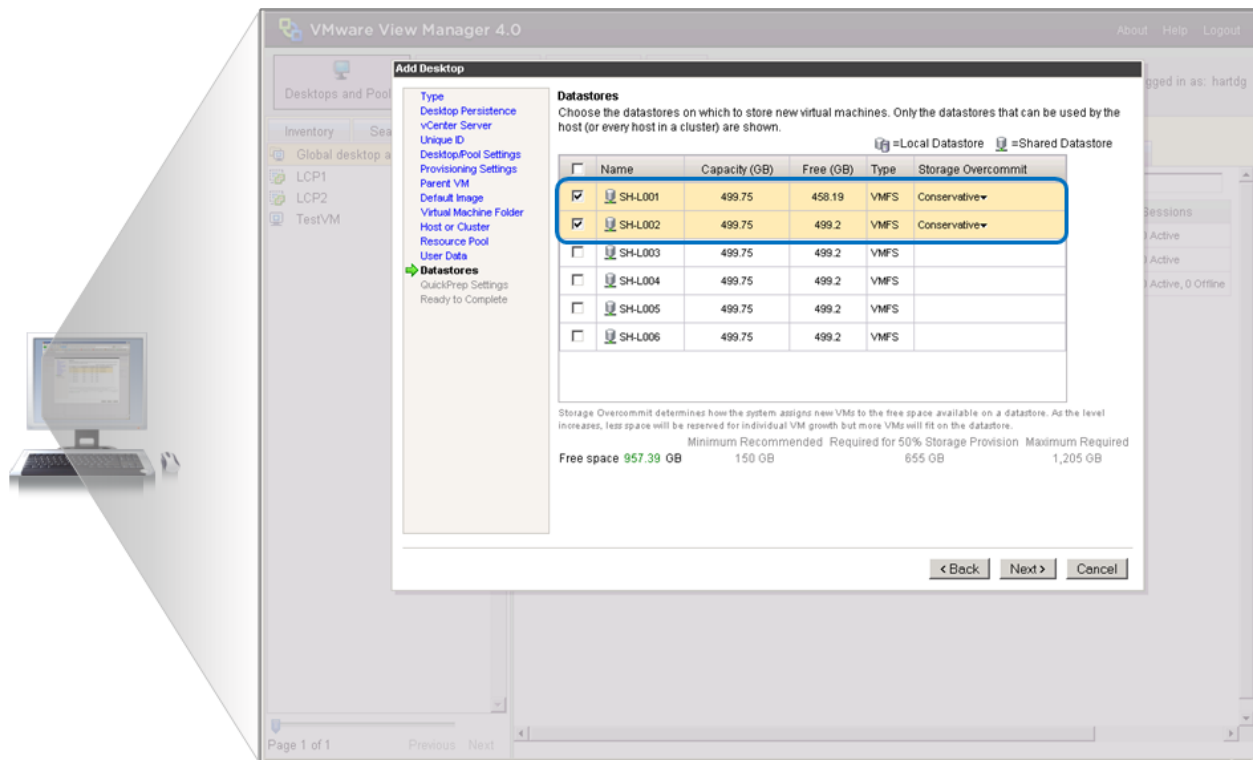 VMware View Manager 4.0
About Help Logout
Desktops and Pool
gged in as: hartdg
Inventory Sea
Global desktop a
LCP1
LCP2
TestVM
Sessions
Active
Active
Active, 0 Offline
Add Desktop
Type
Desktop Persistence
vCenter Server
Unique ID
Desktop/Pool Settings
Provisioning Settings
Parent VM
Default Image
Virtual Machine Folder
Host or Cluster
Resource Pool
User Data
Datastores
QuickPrep Settings
Ready to Complete
Datastores
Choose the datastores on which to store new virtual machines. Only the datastores that can be used by the
host (or every host in a cluster) are shown.
=Local Datastore =Shared Datastore
Name Capacity (GB) Free (GB) Type Storage Overcommit
SH-L001 499.75 458.19 VMFS Conservative
SH-L002 499.75 499.2 VMFS Conservative
SH-L003 499.75 499.2 VMFS
SH-L004 499.75 499.2 VMFS
SH-L005 499.75 499.2 VMFS
SH-L006 499.75 499.2 VMFS
Storage Overcommit determines how the system assigns new VMs to the free space available on a datastore. As the level
increases, less space will be reserved for individual VM growth but more VMs will fit on the datastore.
Minimum Recommended Required for 50% Storage Provision Maximum Required
Free space 957.39 GB 150 GB 655 GB 1,205 GB
< Back Next > Cancel
Page 1 of 1 Previous Next